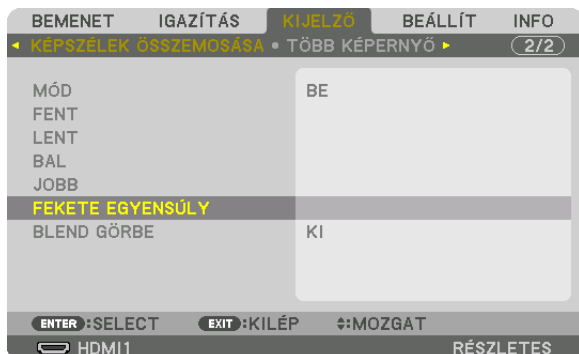 BEMENET IGAZÍTÁS KIJELZŐ BEÁLLÍT INFO
KÉPSZÉLEK ÖSSZEMOSÁSA • TÖBB KÉPERNYŐ 2/2
MÓD BE
FENT
LENT
BAL
JOBB
FEKETE EGYENSÚLY
BLEND GÖRBE KI
ENTER :SELECT EXIT :KILÉP :MOZGAT
HDMI1 RÉSZLETES